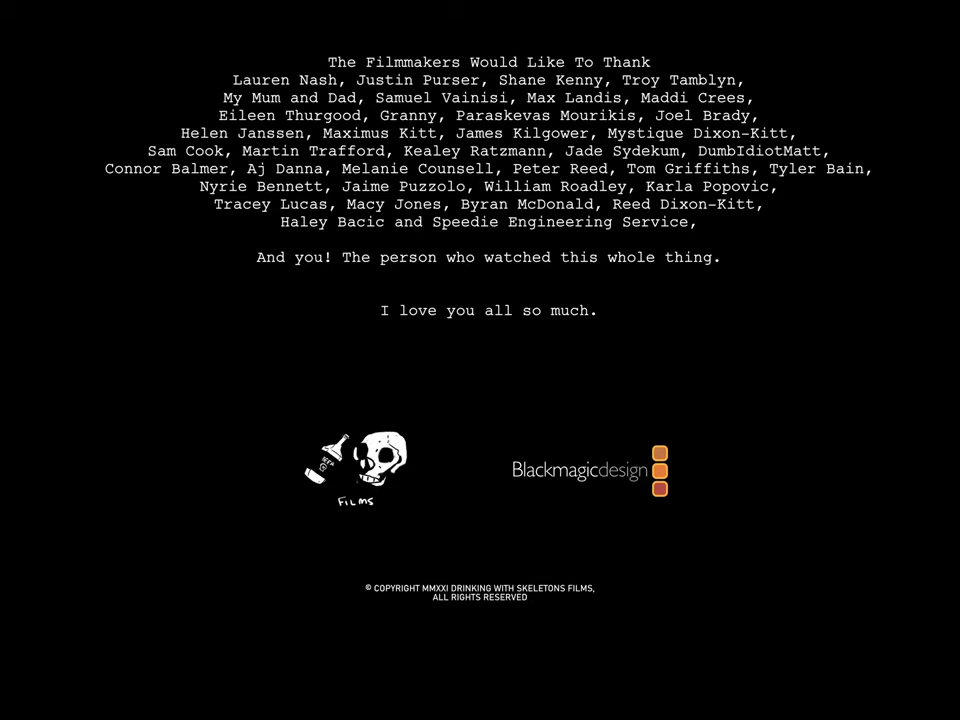 The Filmmakers Would Like To Thank
Lauren Nash, Justin Purser, Shane Kenny, Troy Tamblyn,
My Mum and Dad, Samuel Vainisi, Max Landis, Maddi Crees,
Eileen Thurgood, Granny, Paraskevas Mourikis, Joel Brady,
Helen Janssen, Maximus Kitt, James Kilgower, Mystique Dixon-Kitt,
Sam Cook, Martin Trafford, Kealey Ratzmann, Jade Sydekum, DumbIdiotMatt,
Connor Balmer, Aj Danna, Melanie Counsell, Peter Reed, Tom Griffiths, Tyler Bain,
Nyrie Bennett, Jaime Puzzolo, William Roadley, Karla Popovic,
Tracey Lucas, Macy Jones, Byran McDonald, Reed Dixon-Kitt,
Haley Bacic and Speedie Engineering Service,
And you! The person who watched this whole thing.
I love you all so much.
FILMS
Blackmagicdesign
© COPYRIGHT MMXXI DRINKING WITH SKELETONS FILMS,
ALL RIGHTS RESERVED